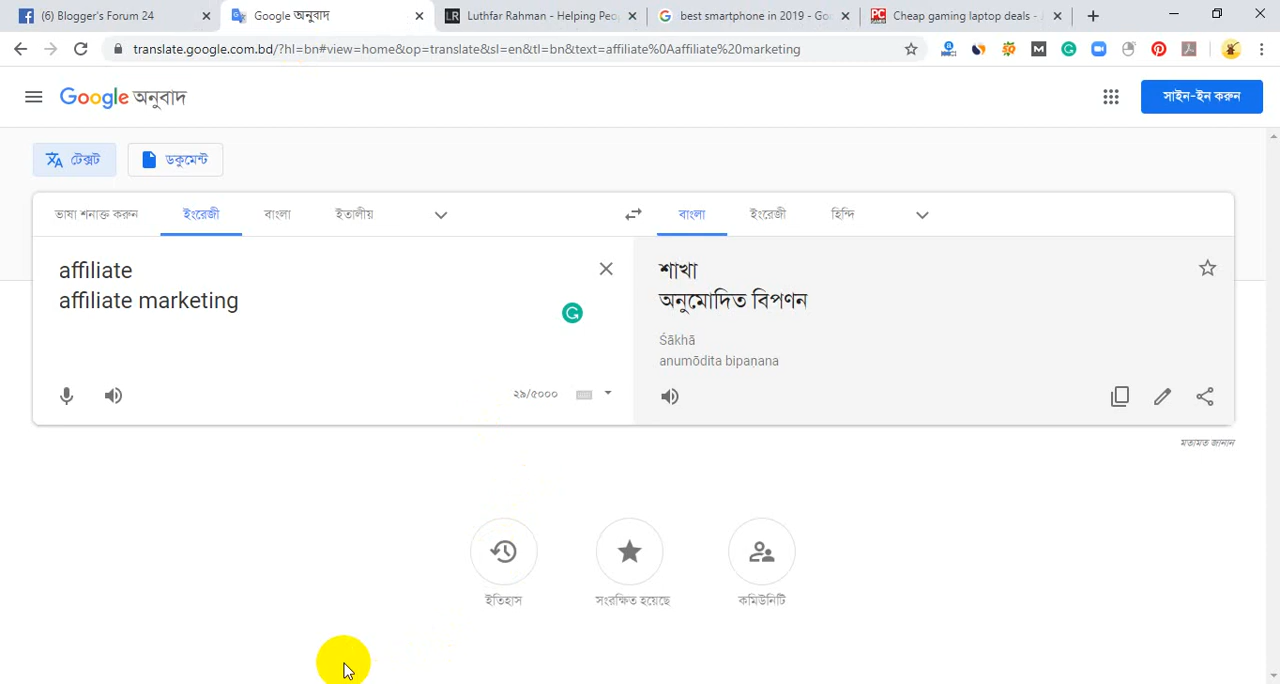 (6) Blogger's Forum 24
Google অনুবাদ
Luthfar Rahman - Helping Peo
best smartphone in 2019 - Go
Cheap gaming laptop deals -
translate.google.com.bd/?hl=bn#view=home&op=translate&sl=en&tl=bn&text=affiliate%0Aaffiliate%20marketing
Google অনুবাদ
সাইন-ইন করুন
টেক্সট
ডকুমেন্ট
ভাষা শনাক্ত করুন
ইংরেজী
বাংলা
ইতালীয়
বাংলা
ইংরেজী
হিন্দি
affiliate
affiliate marketing
শাখা
অনুমোদিত বিপণন
Śākhā
anumōdita bipaṇana
২৯/৫০০০
মতামত জানান
ইতিহাস
সংরক্ষিত হয়েছে
কমিউনিটি